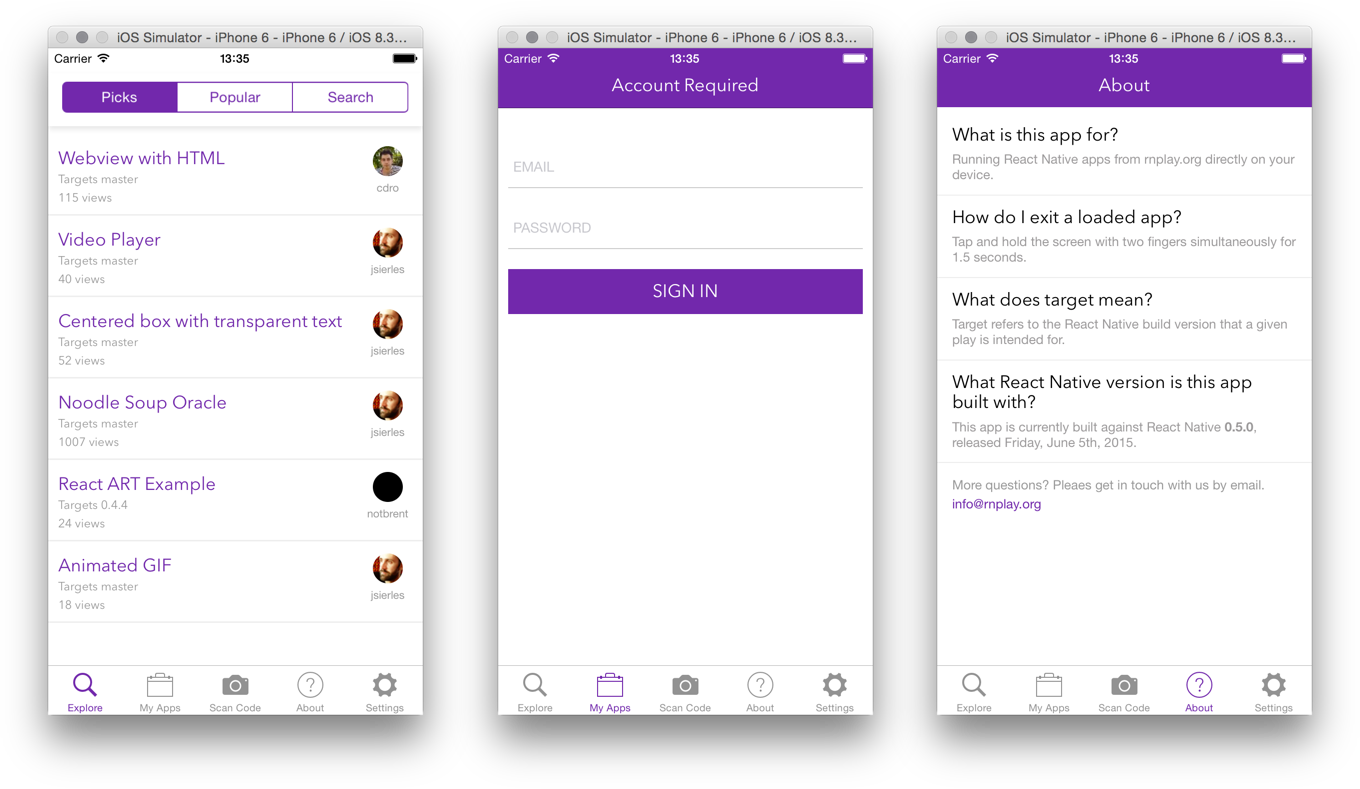 iOS Simulator - iPhone 6 - iPhone 6 / iOS 8.3...
Carrier 13:35
Picks Popular Search
Webview with HTML
Targets master
115 views
cdro
Video Player
Targets master
40 views
jsierles
Centered box with transparent text
Targets master
52 views
jsierles
Noodle Soup Oracle
Targets master
1007 views
jsierles
React ART Example
Targets 0.4.4
24 views
notbrent
Animated GIF
Targets master
18 views
jsierles
Explore My Apps Scan Code About Settings
iOS Simulator - iPhone 6 - iPhone 6 / iOS 8.3...
Carrier 13:35
Account Required
EMAIL
PASSWORD
SIGN IN
Explore My Apps Scan Code About Settings
iOS Simulator - iPhone 6 - iPhone 6 / iOS 8.3...
Carrier 13:35
About
What is this app for?
Running React Native apps from rnplay.org directly on your
device.
How do I exit a loaded app?
Tap and hold the screen with two fingers simultaneously for
1.5 seconds.
What does target mean?
Target refers to the React Native build version that a given
play is intended for.
What React Native version is this app
built with?
This app is currently built against React Native 0.5.0,
released Friday, June 5th, 2015.
More questions? Pleaes get in touch with us by email.
info@rnplay.org
Explore My Apps Scan Code About Settings